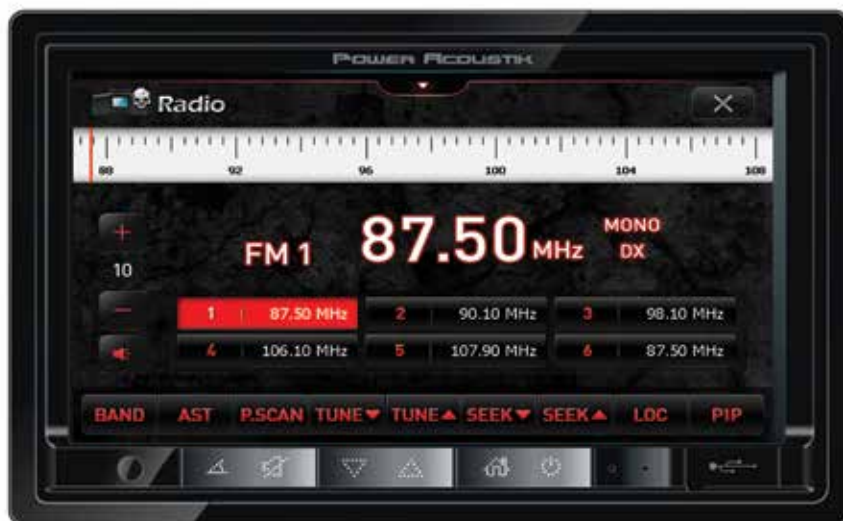 POWER ACOUSTIK
Radio
88 92 96 100 104 108
FM 1 87.50 MHz MONO
DX
10
1 87.50 MHz 2 90.10 MHz 3 98.10 MHz
4 106.10 MHz 5 107.90 MHz 6 87.50 MHz
BAND AST P.SCAN TUNE TUNE SEEK SEEK LOC PIP